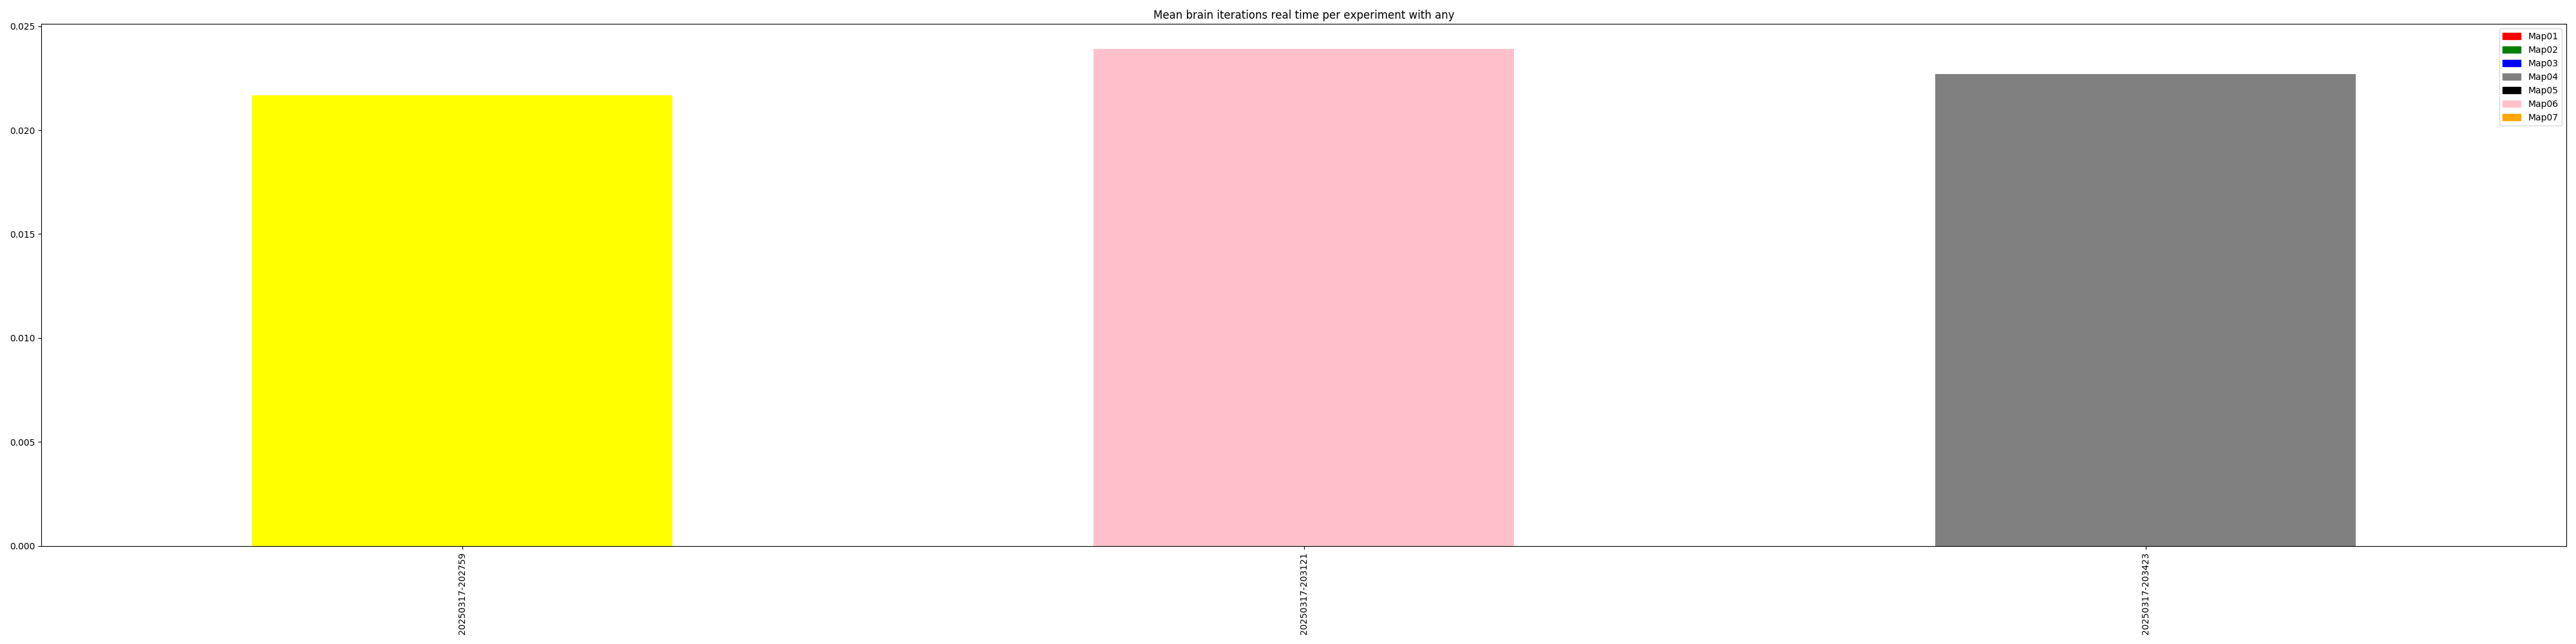 Mean brain iterations real time per experiment with any
0.025
0.020
0.015
0.010
0.005
0.000
Map01
Map02
Map03
Map04
Map05
Map06
Map07
20250317-202759
20250317-203121
20250317-203423